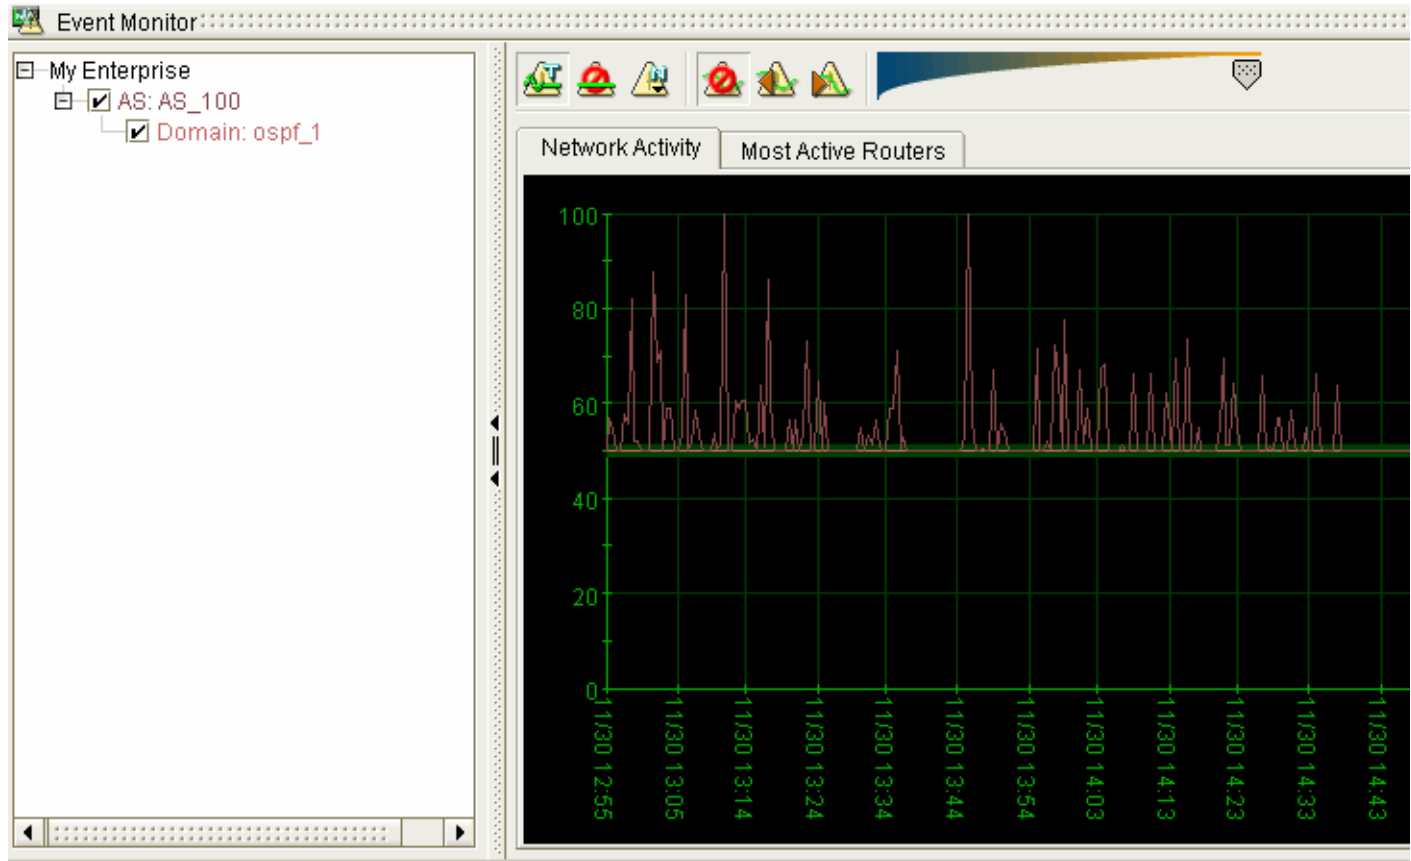 Event Monitor
My Enterprise
AS: AS_100
Domain: ospf_1
T
N
Network Activity
Most Active Routers
100
80
60
40
20
0
11/30 12:55
11/30 13:05
11/30 13:14
11/30 13:24
11/30 13:34
11/30 13:44
11/30 13:54
11/30 14:03
11/30 14:13
11/30 14:23
11/30 14:33
11/30 14:43